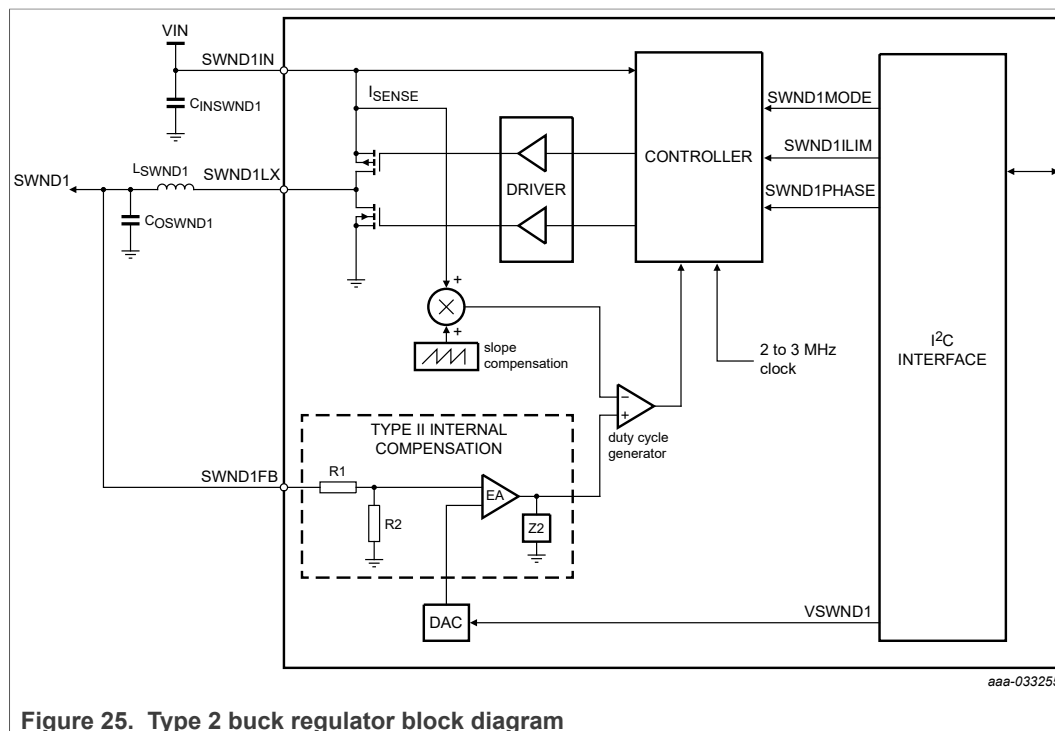 VIN
SWND1IN
CINSWND1
ISENSE
SWND1MODE
SWND1ILIM
SWND1PHASE
CONTROLLER
DRIVER
LSWND1
SWND1LX
SWND1
COSWND1
+
+
slope
compensation
2 to 3 MHz
clock
I2C
INTERFACE
−
+
duty cycle
generator
TYPE II INTERNAL
COMPENSATION
SWND1FB
R1
R2
EA
Z2
DAC
VSWND1
aaa-033255
Figure 25. Type 2 buck regulator block diagram